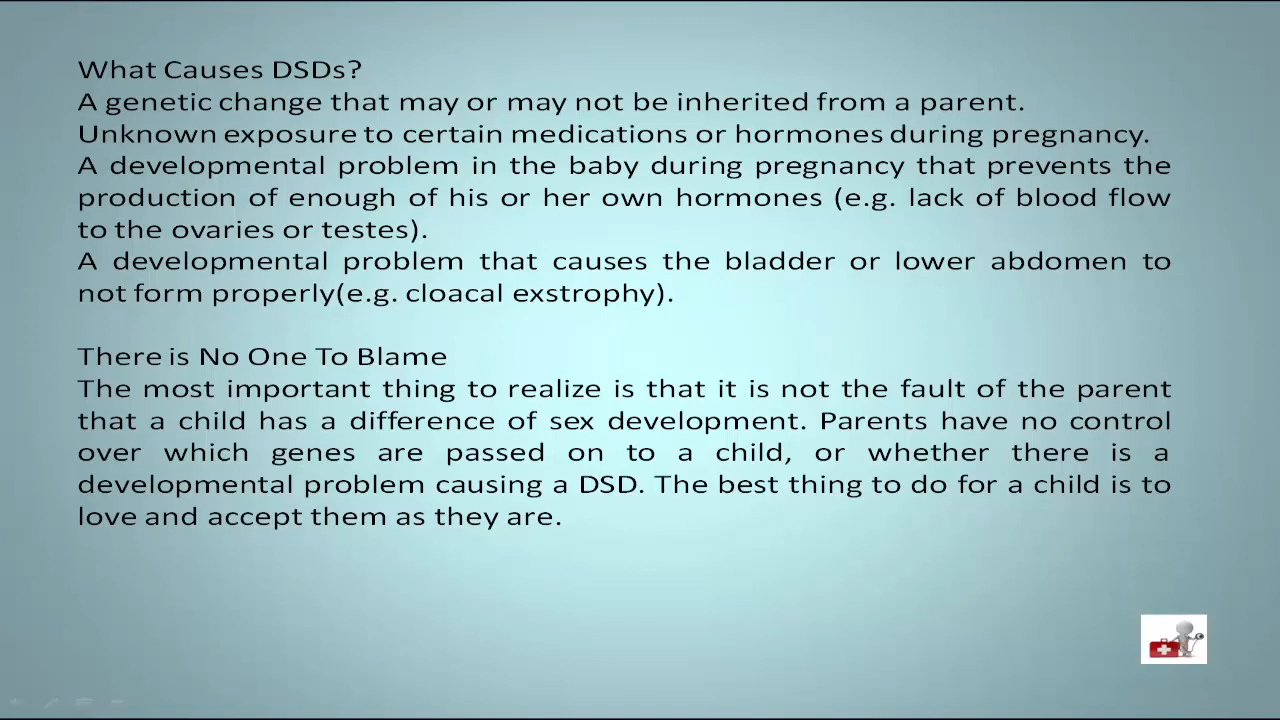 What Causes DSDs?
A genetic change that may or may not be inherited from a parent.
Unknown exposure to certain medications or hormones during pregnancy.
A developmental problem in the baby during pregnancy that prevents the
production of enough of his or her own hormones (e.g. lack of blood flow
to the ovaries or testes).
A developmental problem that causes the bladder or lower abdomen to
not form properly(e.g. cloacal exstrophy).
There is No One To Blame
The most important thing to realize is that it is not the fault of the parent
that a child has a difference of sex development. Parents have no control
over which genes are passed on to a child, or whether there is a
developmental problem causing a DSD. The best thing to do for a child is to
love and accept them as they are.